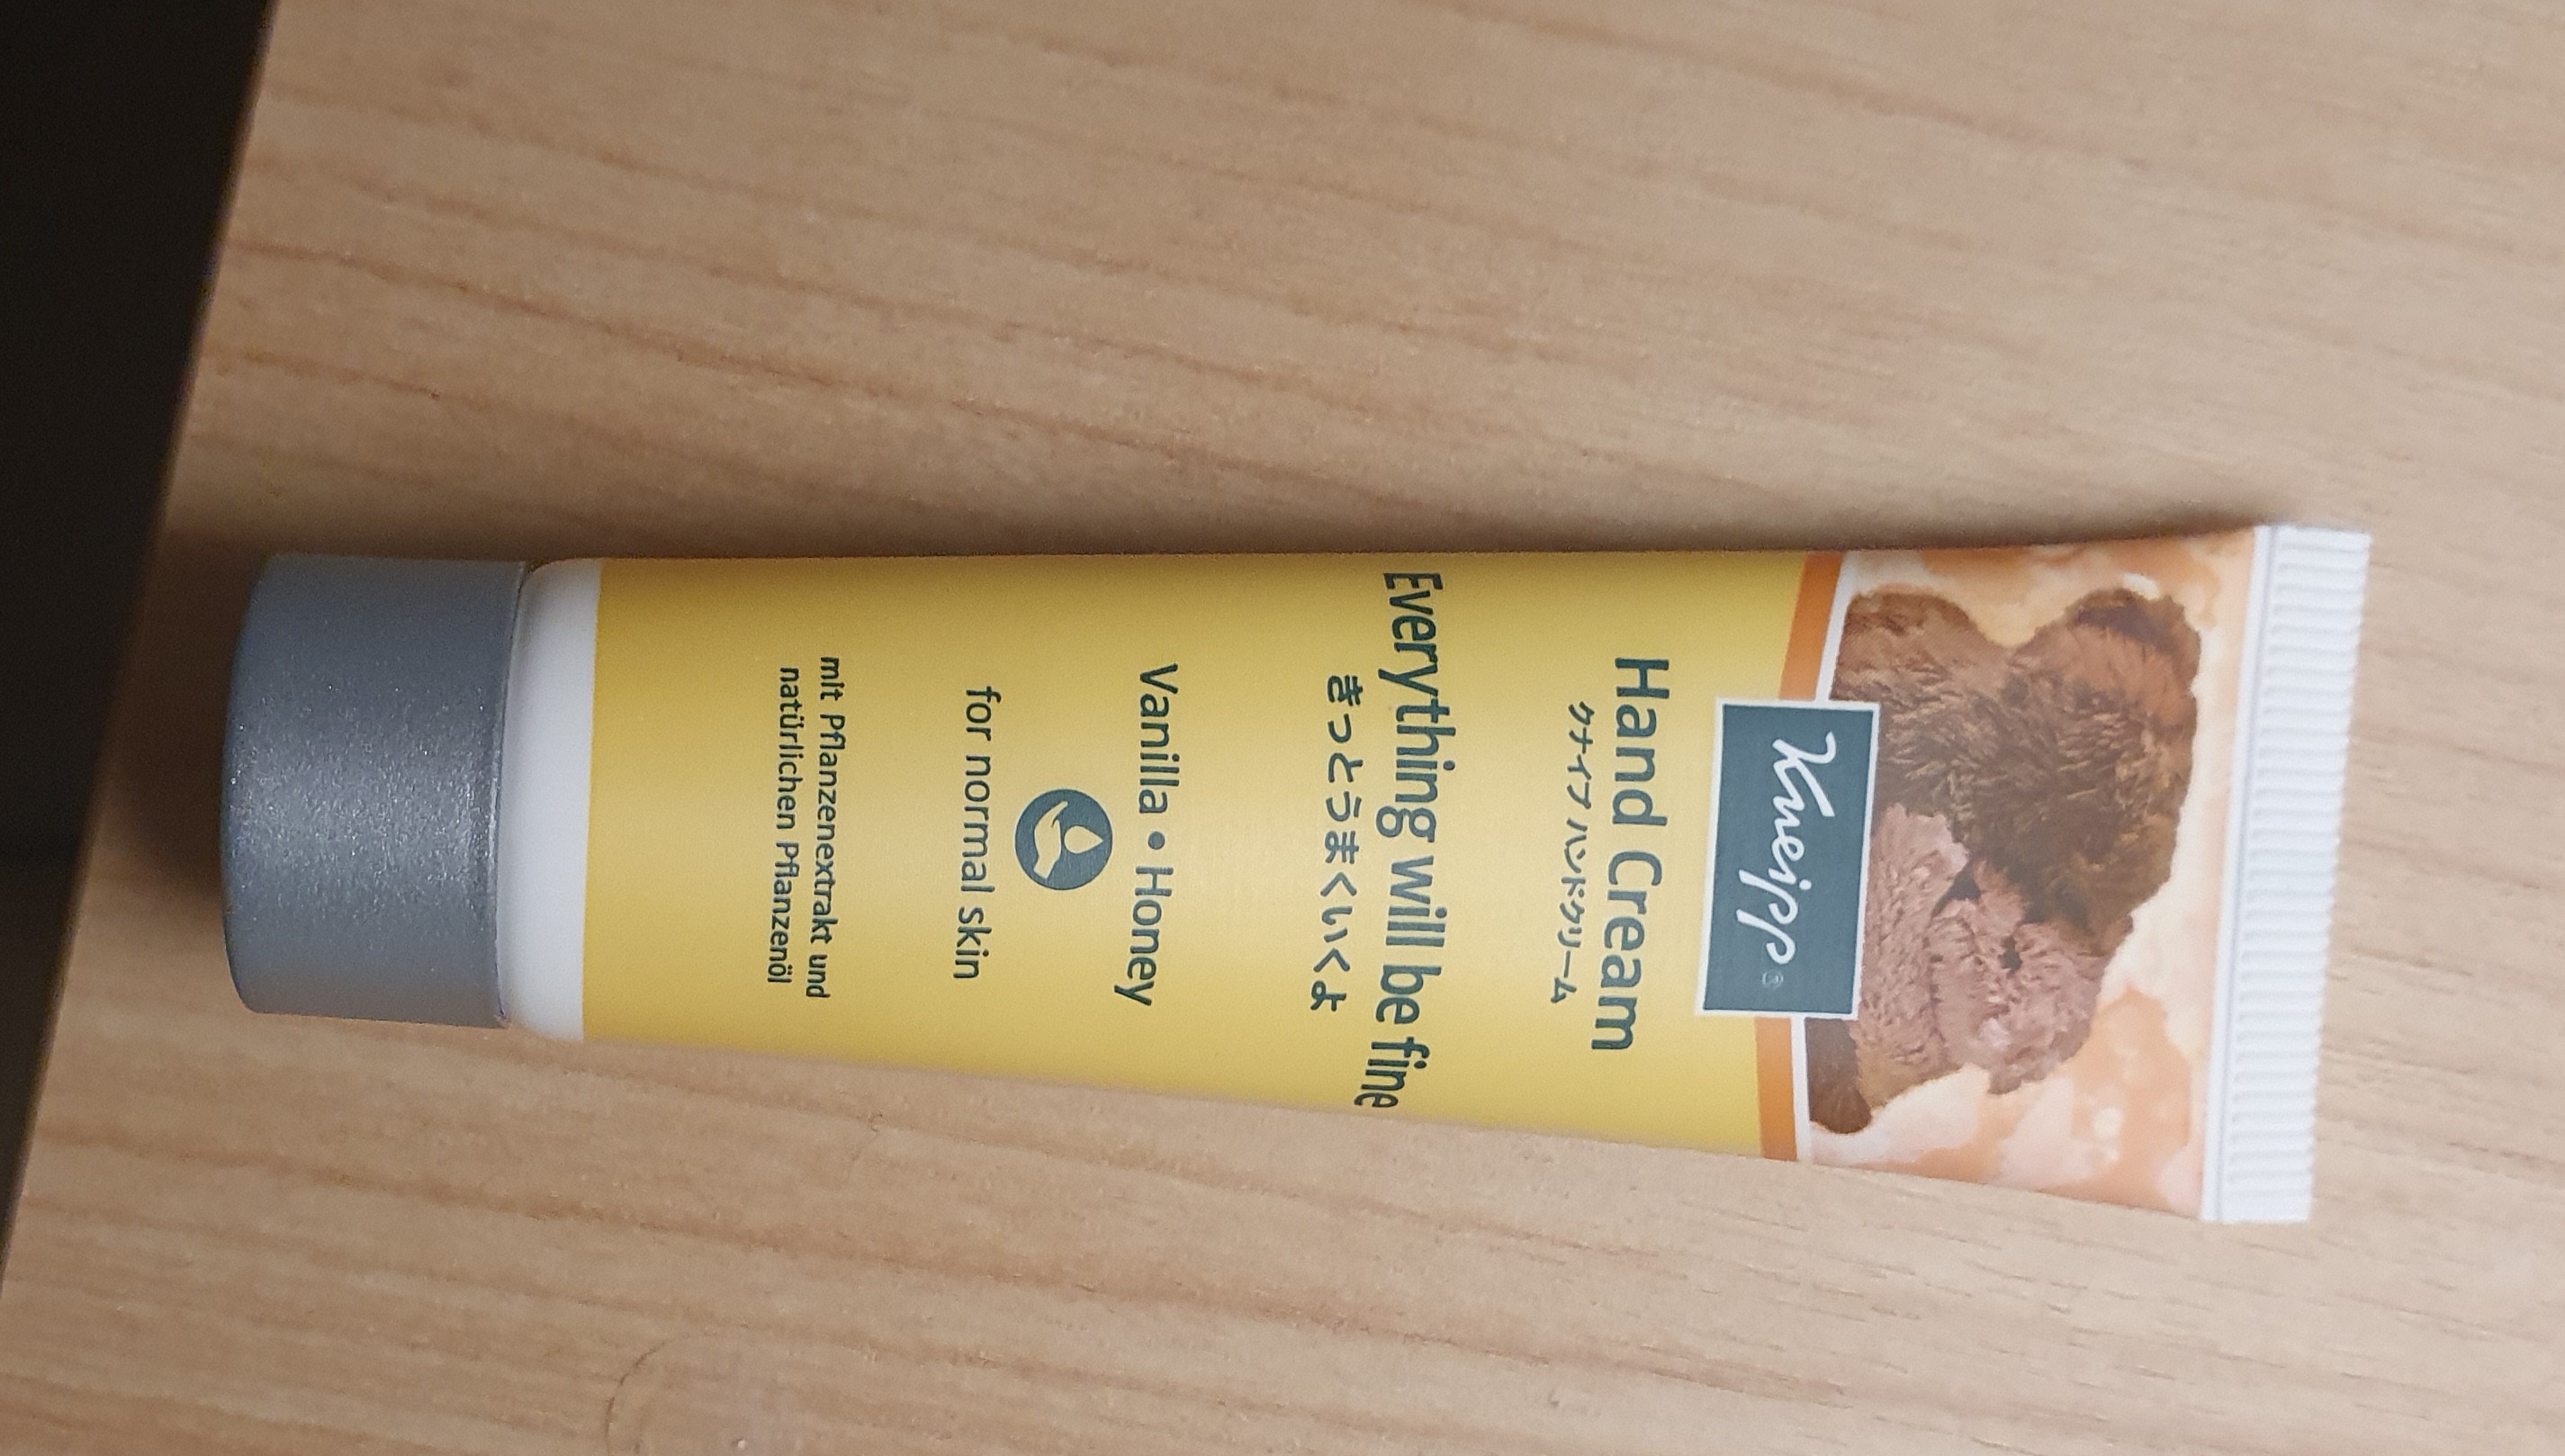 Kneipp®
Hand Cream
クナイプ ハンドクリーム
Everything will be fine
きっとうまくいくよ
Vanilla • Honey
for normal skin
mit Pflanzenextrakt und
natürlichen Pflanzenöl